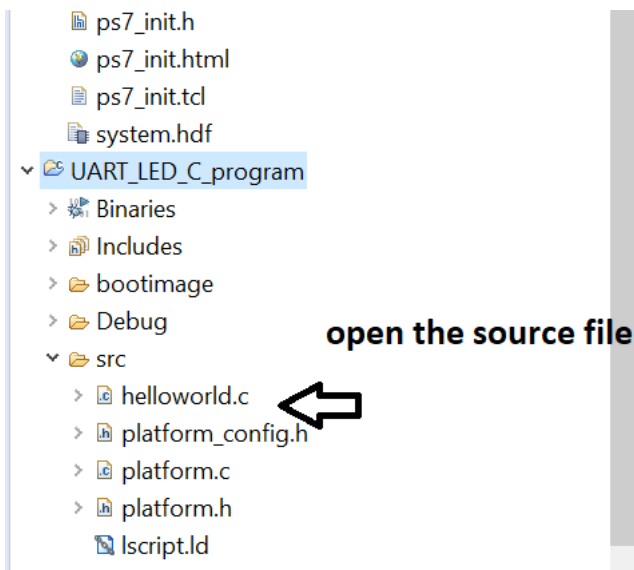 ps7_init.h
ps7_init.html
ps7_init.tcl
system.hdf
UART_LED_C_program
Binaries
Includes
bootimage
Debug
open the source file
src
helloworld.c
platform_config.h
platform.c
platform.h
lscript.ld